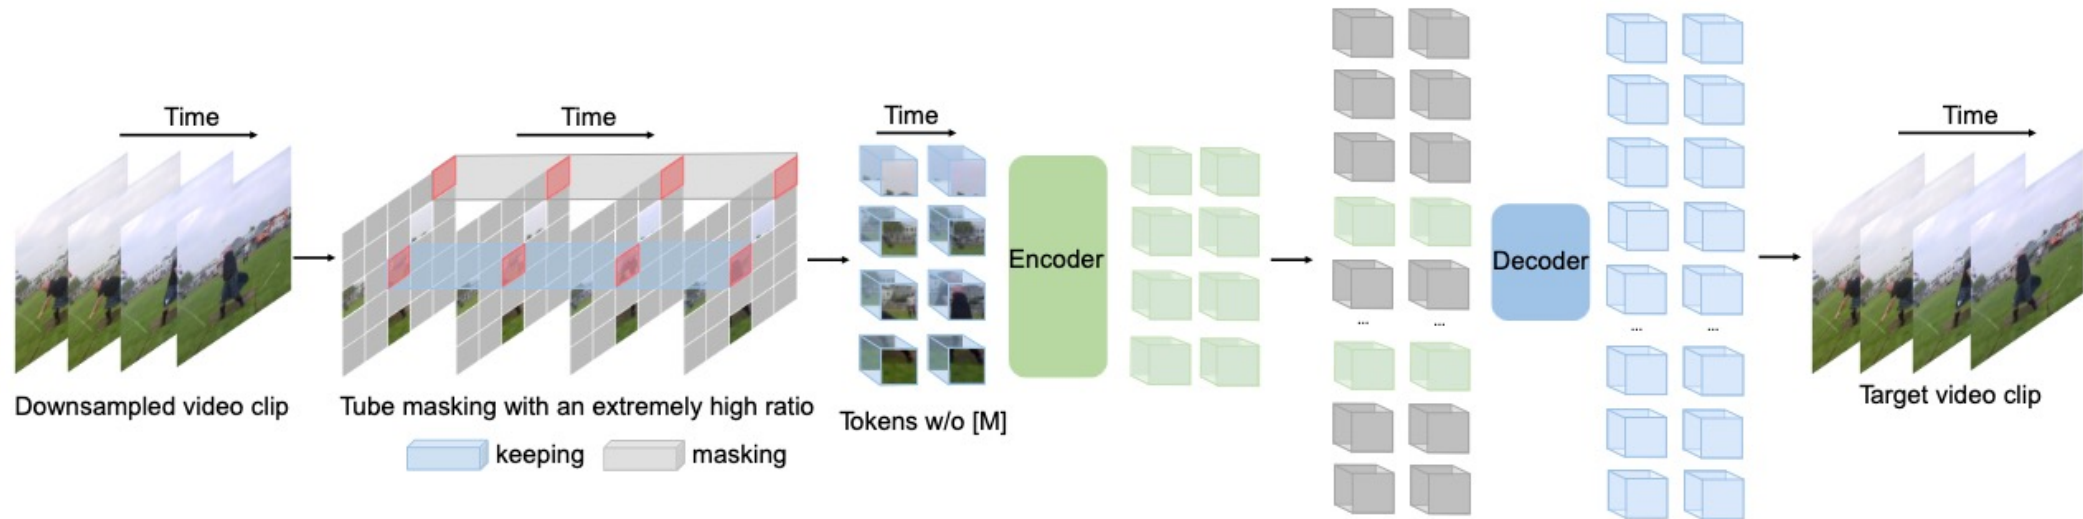 Time
Time
Time
Time
Encoder
Decoder
...
...
...
...
Downsampled video clip
Tube masking with an extremely high ratio
Tokens w/o [M]
Target video clip
keeping
masking